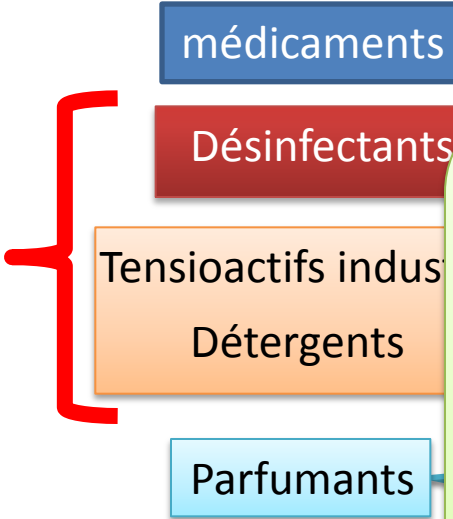 médicaments
Désinfectants
Tensioactifs indus
Détergents
Parfumants